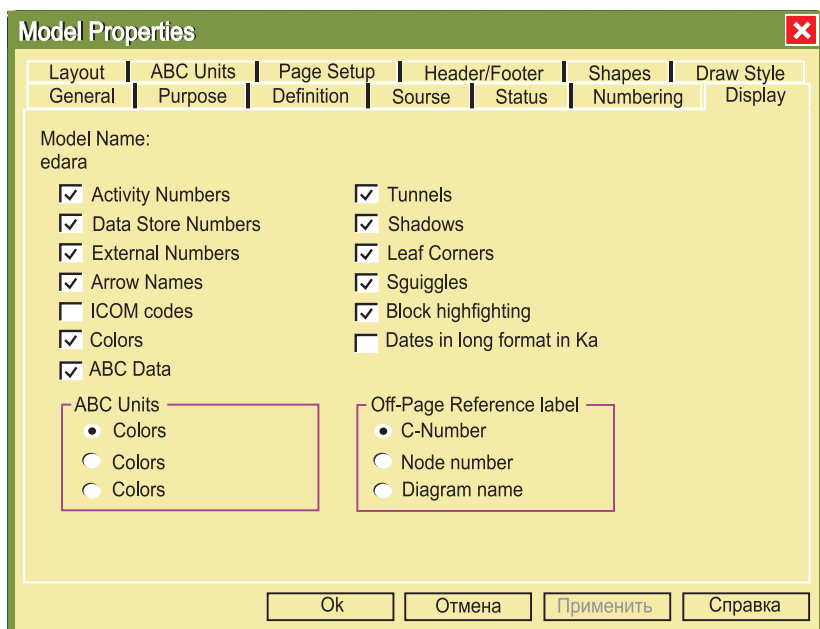 Model Properties
Layout ABC Units Page Setup Header/Footer Shapes Draw Style
General Purpose Definition Sourse Status Numbering Display
Model Name:
edara
Activity Numbers
Data Store Numbers
External Numbers
Arrow Names
ICOM codes
Colors
ABC Data
Tunnels
Shadows
Leaf Corners
Sguiggles
Block highfighting
Dates in long format in Ka
ABC Units
Colors
Colors
Colors
Off-Page Reference label
C-Number
Node number
Diagram name
Ok Отмена Применить Справка